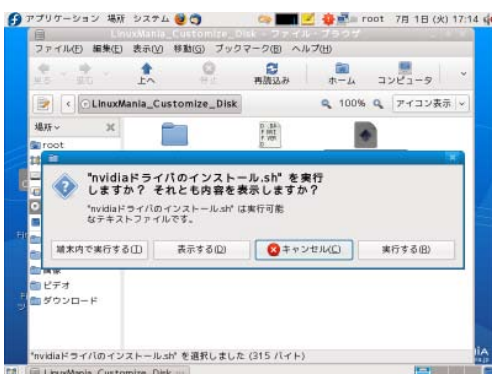 アプリケーション 場所 システム root 7月 1日 (火) 17:14
LinuxMania_Customize_Disk - ファイル・ブラウザ
ファイル(F) 編集(E) 表示(V) 移動(G) ブックマーク(B) ヘルプ(H)
戻る 進む 上へ 停止 再読込み ホーム コンピュータ
LinuxMania_Customize_Disk 100% アイコン表示
場所
root
"nvidiaドライバのインストール.sh" を実行
しますか？ それとも内容を表示しますか？
"nvidiaドライバのインストール.sh" は実行可能
なテキストファイルです。
端末内で実行する(T) 表示する(D) キャンセル(C) 実行する(R)
ビデオ
ダウンロード
"nvidiaドライバのインストール.sh" を選択しました (315 バイト)
LinuxMania_Customize_Disk